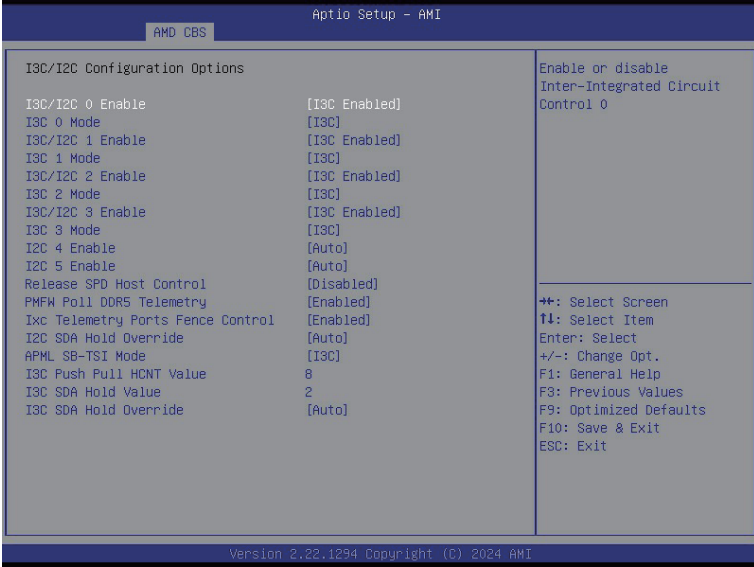 Aptio Setup - AMI
AMD CBS
I3C/I2C Configuration Options
I3C/I2C 0 Enable [I3C Enabled]
I3C 0 Mode [I3C]
I3C/I2C 1 Enable [I3C Enabled]
I3C 1 Mode [I3C]
I3C/I2C 2 Enable [I3C Enabled]
I3C 2 Mode [I3C]
I3C/I2C 3 Enable [I3C Enabled]
I3C 3 Mode [I3C]
I2C 4 Enable [Auto]
I2C 5 Enable [Auto]
Release SPD Host Control [Disabled]
PMFW Poll DDR5 Telemetry [Enabled]
Ixc Telemetry Ports Fence Control [Enabled]
I2C SDA Hold Override [Auto]
APML SB-TSI Mode [I3C]
I3C Push Pull HCNT Value 8
I3C SDA Hold Value 2
I3C SDA Hold Override [Auto]
Enable or disable
Inter-Integrated Circuit
Control 0
→←: Select Screen
↑↓: Select Item
Enter: Select
+/-: Change Opt.
F1: General Help
F3: Previous Values
F9: Optimized Defaults
F10: Save & Exit
ESC: Exit
Version 2.22.1294 Copyright (C) 2024 AMI